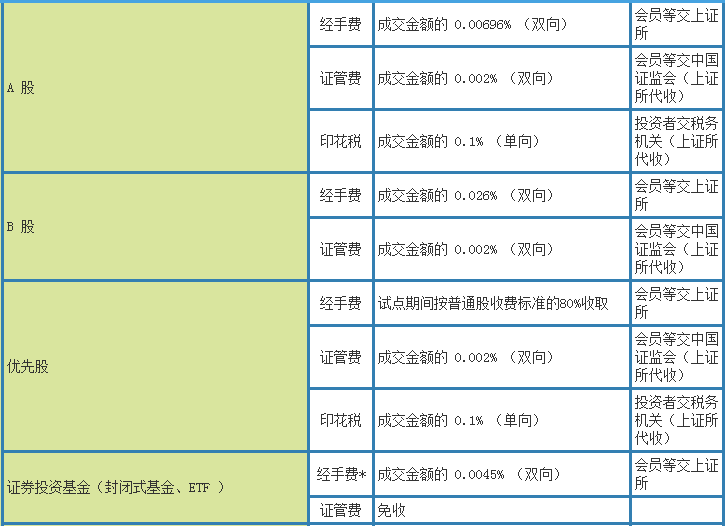 A 股
经手费
成交金额的 0.00696% （双向）
会员等交上证
所
证管费
成交金额的 0.002% （双向）
会员等交中国
证监会（上证
所代收）
印花税
成交金额的 0.1% （单向）
投资者交税务
机关（上证所
代收）
B 股
经手费
成交金额的 0.026% （双向）
会员等交上证
所
证管费
成交金额的 0.002% （双向）
会员等交中国
证监会（上证
所代收）
优先股
经手费
试点期间按普通股收费标准的80%收取
会员等交上证
所
证管费
成交金额的 0.002% （双向）
会员等交中国
证监会（上证
所代收）
印花税
成交金额的 0.1% （单向）
投资者交税务
机关（上证所
代收）
证券投资基金（封闭式基金、ETF ）
经手费*
成交金额的 0.0045% （双向）
会员等交上证
所
证管费
免收